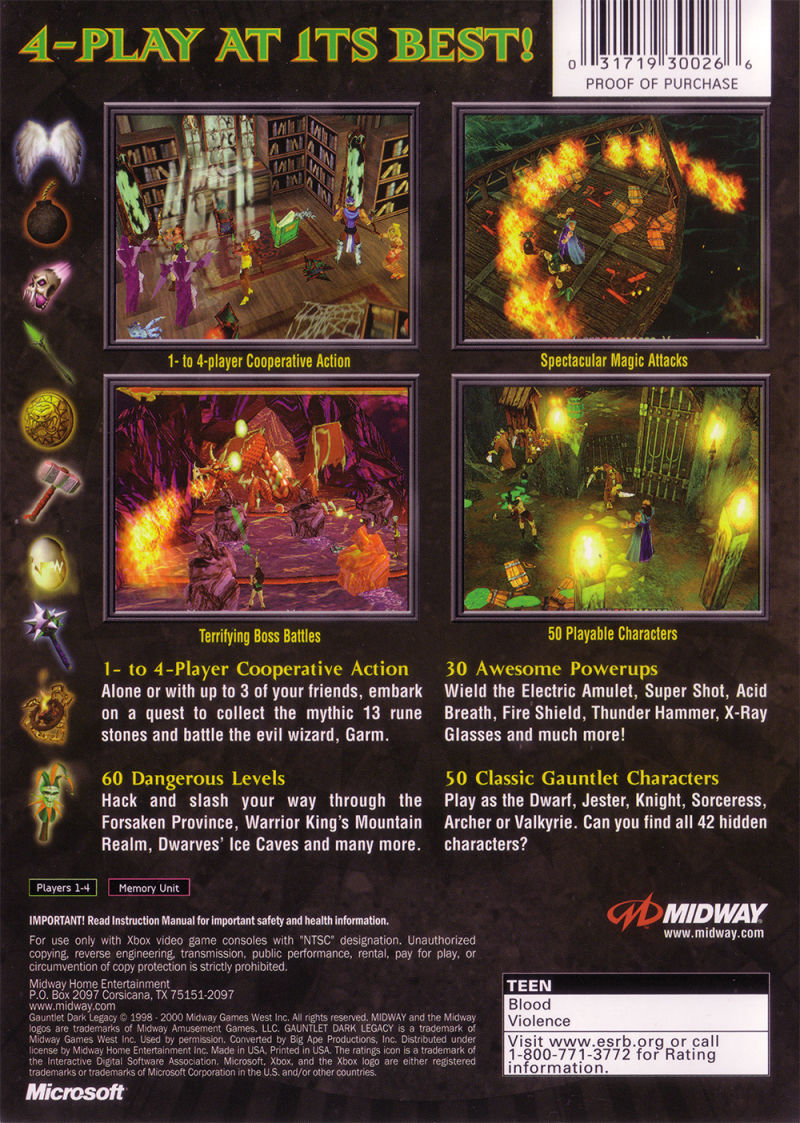 4-PLAY AT ITS BEST!
0 31719 30026 6
PROOF OF PURCHASE
1- to 4-player Cooperative Action
Spectacular Magic Attacks
Terrifying Boss Battles
50 Playable Characters
1- to 4-Player Cooperative Action
Alone or with up to 3 of your friends, embark
on a quest to collect the mythic 13 rune
stones and battle the evil wizard, Garm.
60 Dangerous Levels
Hack and slash your way through the
Forsaken Province, Warrior King's Mountain
Realm, Dwarves' Ice Caves and many more.
30 Awesome Powerups
Wield the Electric Amulet, Super Shot, Acid
Breath, Fire Shield, Thunder Hammer, X-Ray
Glasses and much more!
50 Classic Gauntlet Characters
Play as the Dwarf, Jester, Knight, Sorceress,
Archer or Valkyrie. Can you find all 42 hidden
characters?
Players 1-4
Memory Unit
IMPORTANT! Read Instruction Manual for important safety and health information.
For use only with Xbox video game consoles with "NTSC" designation. Unauthorized
copying, reverse engineering, transmission, public performance, rental, pay for play, or
circumvention of copy protection is strictly prohibited.
Midway Home Entertainment
P.O. Box 2097 Corsicana, TX 75151-2097
www.midway.com
Gauntlet Dark Legacy © 1998 - 2000 Midway Games West Inc. All rights reserved. MIDWAY and the Midway
logos are trademarks of Midway Amusement Games, LLC. GAUNTLET DARK LEGACY is a trademark of
Midway Games West Inc. Used by permission. Converted by Big Ape Productions, Inc. Distributed under
license by Midway Home Entertainment Inc. Made in USA, Printed in USA. The ratings icon is a trademark of
the Interactive Digital Software Association. Microsoft, Xbox, and the Xbox logo are either registered
trademarks or trademarks of Microsoft Corporation in the U.S. and/or other countries.
Microsoft
MIDWAY
www.midway.com
TEEN
Blood
Violence
Visit www.esrb.org or call
1-800-771-3772 for Rating
information.